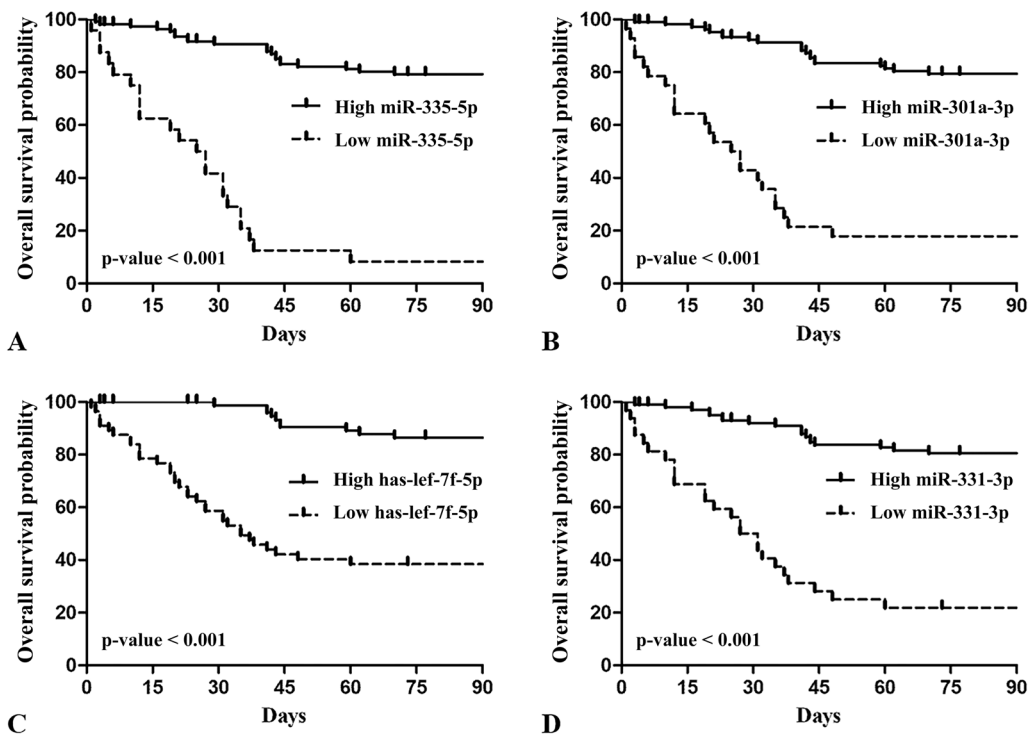 Overall survival probability
100
80
60
40
20
0
High miR-335-5p
Low miR-335-5p
p-value < 0.001
0 15 30 45 60 75 90
Days
A
Overall survival probability
100
80
60
40
20
0
High miR-301a-3p
Low miR-301a-3p
p-value < 0.001
0 15 30 45 60 75 90
Days
B
Overall survival probability
100
80
60
40
20
0
High has-lef-7f-5p
Low has-lef-7f-5p
p-value < 0.001
0 15 30 45 60 75 90
Days
C
Overall survival probability
100
80
60
40
20
0
High miR-331-3p
Low miR-331-3p
p-value < 0.001
0 15 30 45 60 75 90
Days
D